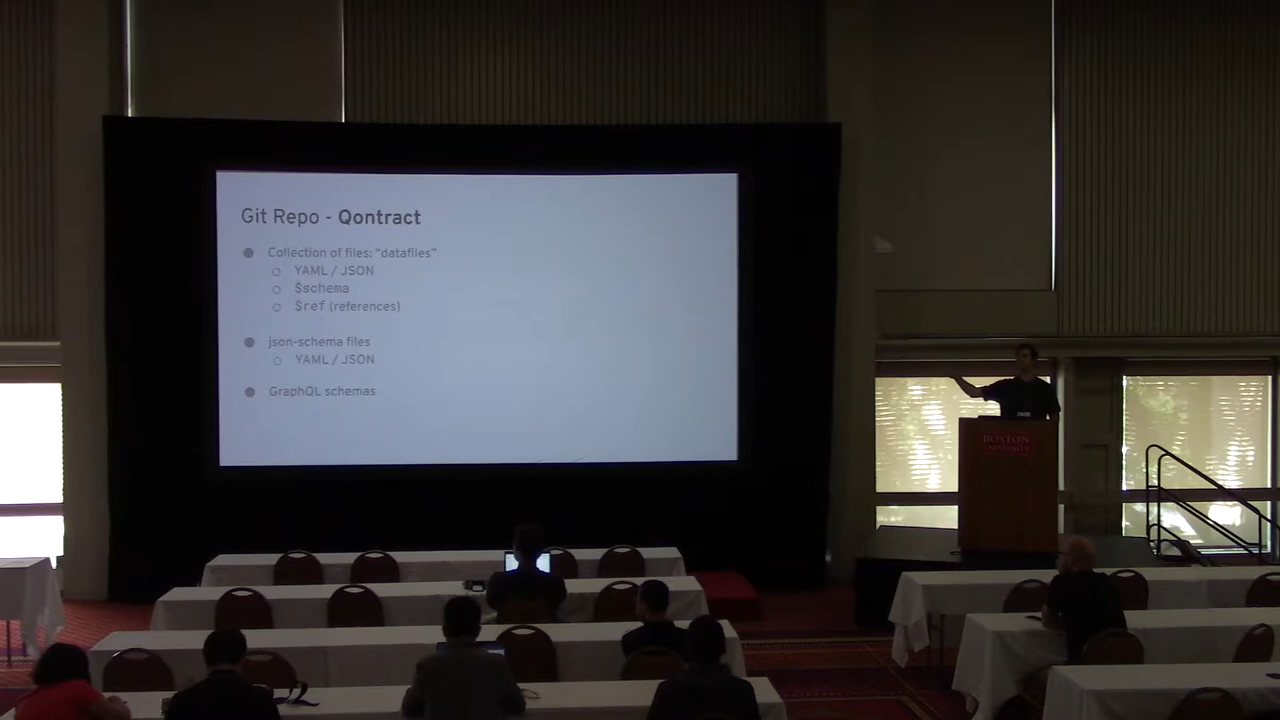 Git Repo - Qontract
● Collection of files: “datafiles”
○ YAML / JSON
○ $schema
○ $ref (references)
● json-schema files
○ YAML / JSON
● GraphQL schemas
BOSTON
UNIVERSITY